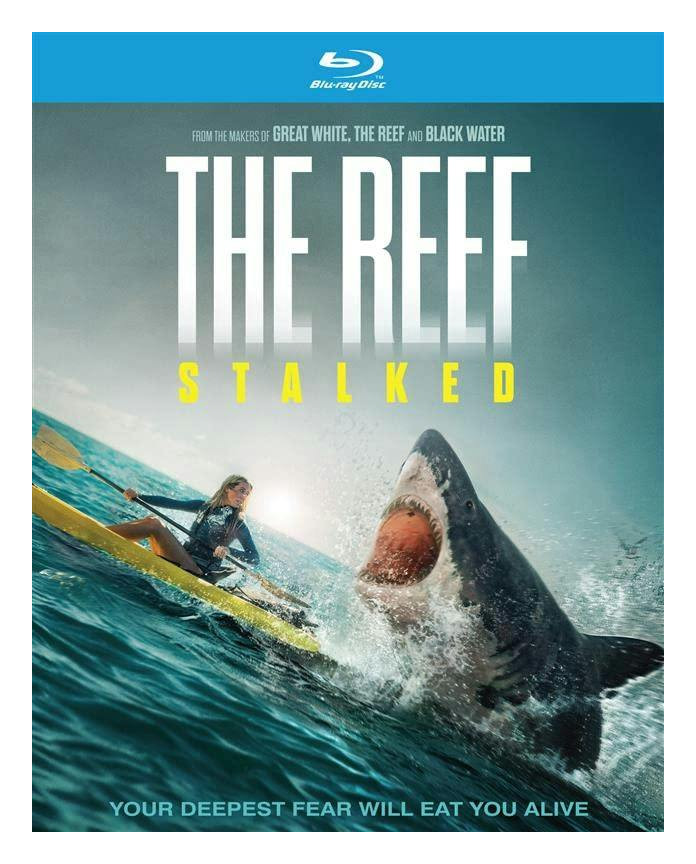 Blu-ray Disc™
FROM THE MAKERS OF GREAT WHITE, THE REEF AND BLACK WATER
THE REEF
STALKED
YOUR DEEPEST FEAR WILL EAT YOU ALIVE